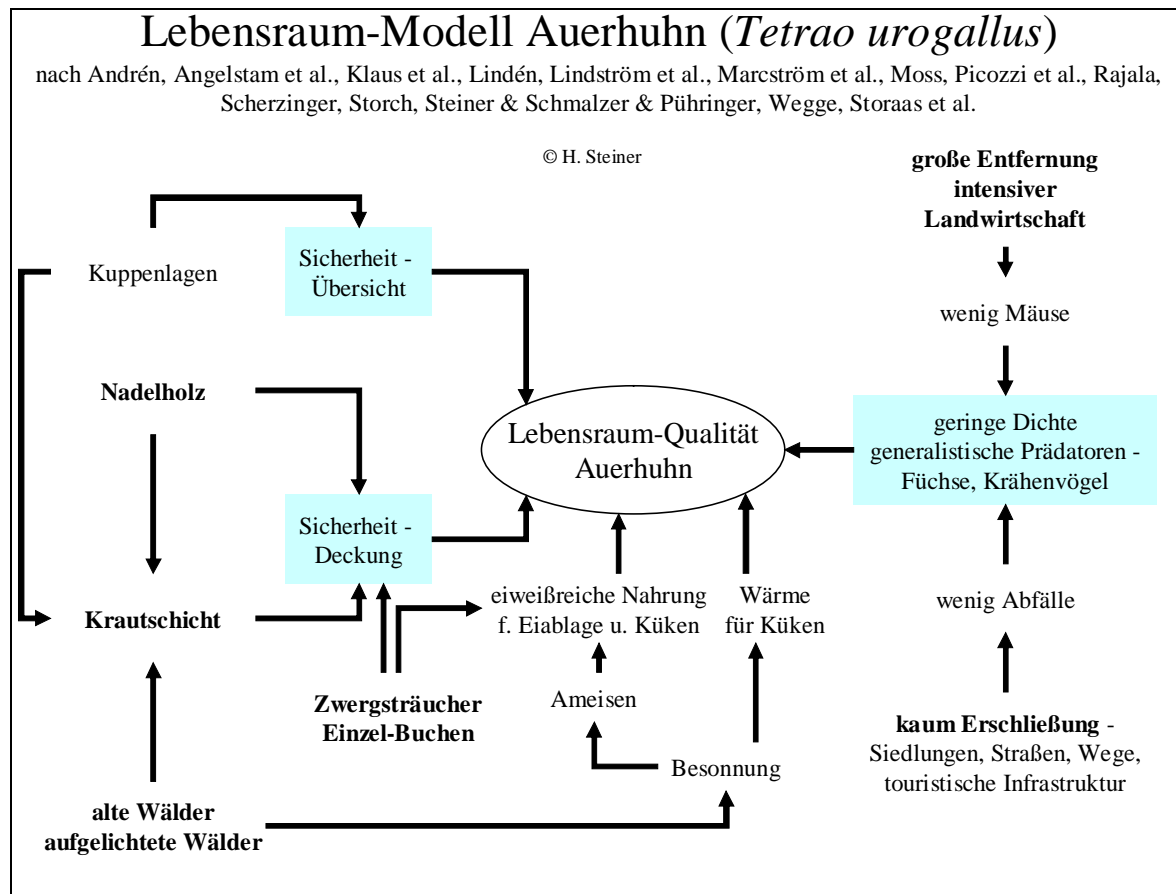 Lebensraum-Modell Auerhuhn (Tetrao urogallus)
nach Andrén, Angelstam et al., Klaus et al., Lindén, Lindström et al., Marcström et al., Moss, Picozzi et al., Rajala,
Scherzinger, Storch, Steiner & Schmalzer & Pühringer, Wegge, Storaas et al.
© H. Steiner
große Entfernung
intensiver
Landwirtschaft
Kuppenlagen
Sicherheit -
Übersicht
wenig Mäuse
Nadelholz
Lebensraum-Qualität
Auerhuhn
geringe Dichte
generalistische Prädatoren -
Füchse, Krähenvögel
Sicherheit -
Deckung
Krautschicht
eiweißreiche Nahrung
f. Eiablage u. Küken
Wärme
für Küken
wenig Abfälle
Zwergsträucher
Einzel-Buchen
Ameisen
Besonnung
kaum Erschließung -
Siedlungen, Straßen, Wege,
touristische Infrastruktur
alte Wälder
aufgelichtete Wälder